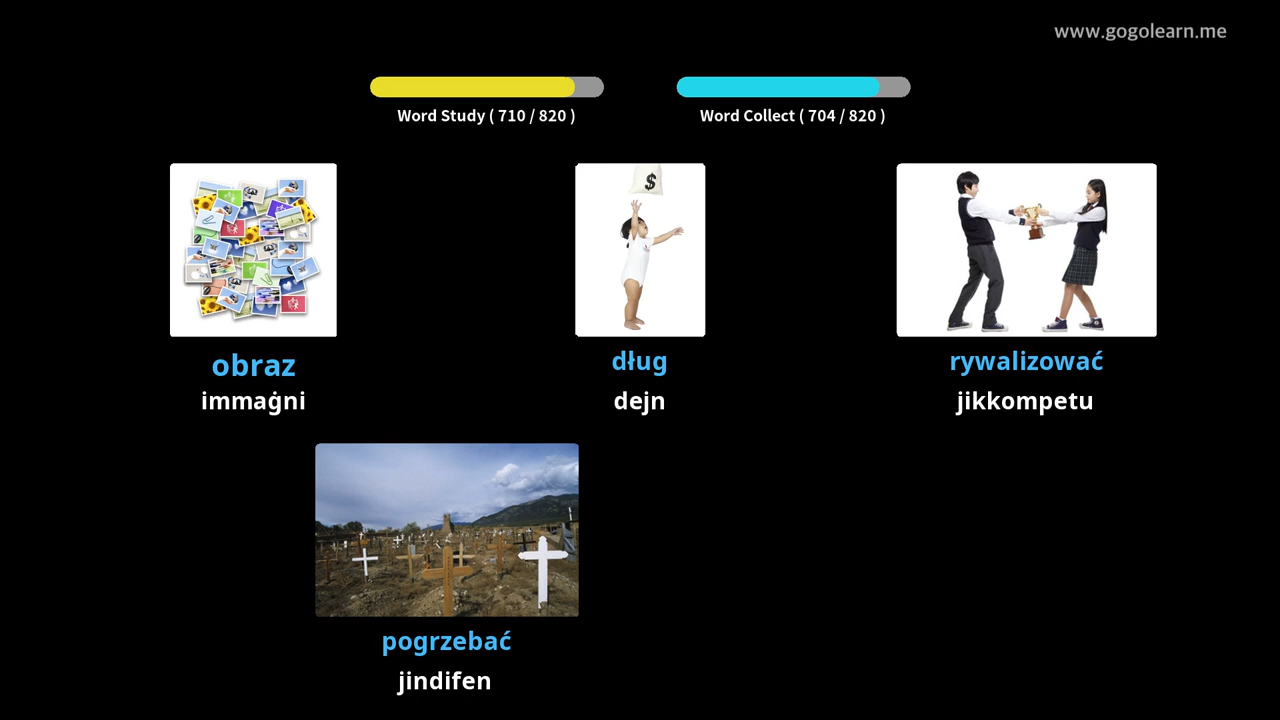 www.gogolearn.me
Word Study ( 710 / 820 )
Word Collect ( 704 / 820 )
$
obraz
immaġni
dług
dejn
rywalizować
jikkompetu
pogrzebać
jindifen